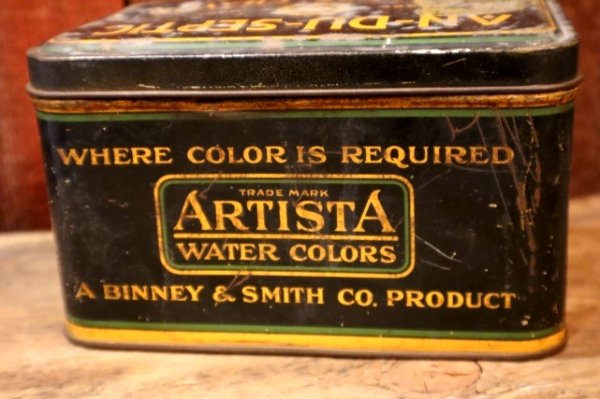 AN-DU-SEPTIC
WHERE COLOR IS REQUIRED
TRADE MARK
ARTISTA
WATER COLORS
A BINNEY & SMITH CO. PRODUCT